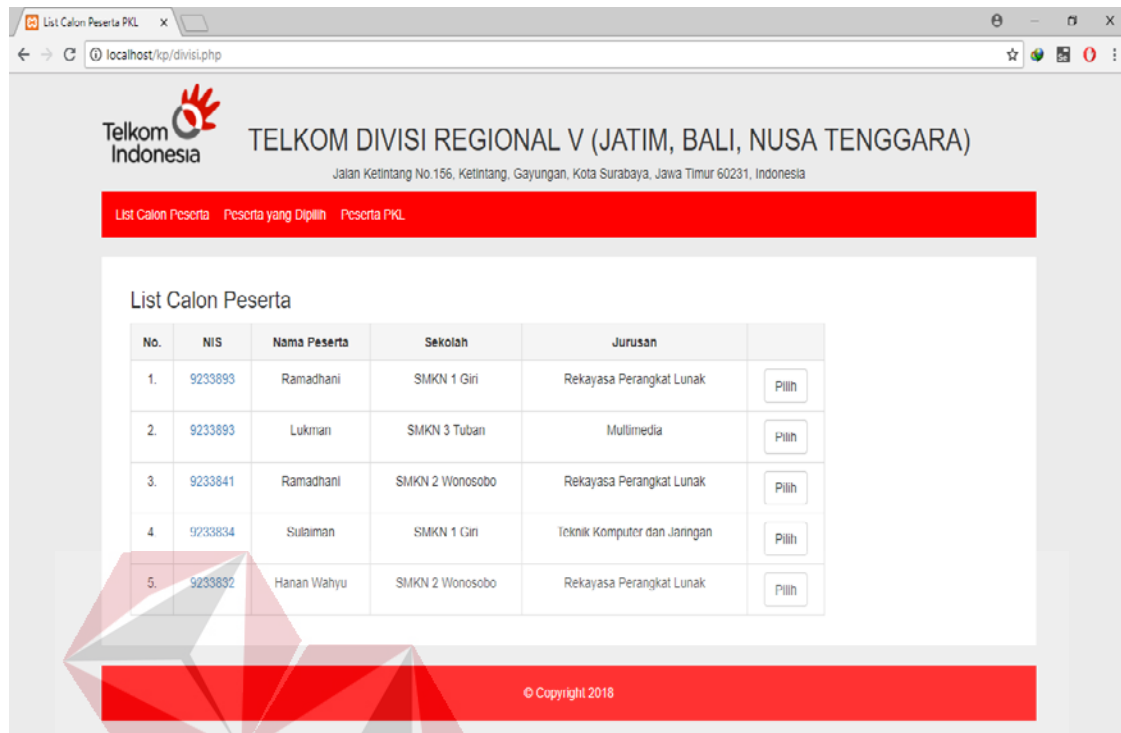 List Calon Peserta PKL
localhost/kp/divisi.php
Telkom
Indonesia
TELKOM DIVISI REGIONAL V (JATIM, BALI, NUSA TENGGARA)
Jalan Ketintang No.156, Ketintang, Gayungan, Kota Surabaya, Jawa Timur 60231, Indonesia
List Calon Peserta Peserta yang Dipilih Peserta PKL
List Calon Peserta
No. NIS Nama Peserta Sekolah Jurusan
1. 9233893 Ramadhani SMKN 1 Giri Rekayasa Perangkat Lunak Pilih
2. 9233893 Lukman SMKN 3 Tuban Multimedia Pilih
3. 9233841 Ramadhani SMKN 2 Wonosobo Rekayasa Perangkat Lunak Pilih
4. 9233834 Sulaiman SMKN 1 Giri Teknik Komputer dan Jaringan Pilih
5. 9233832 Hanan Wahyu SMKN 2 Wonosobo Rekayasa Perangkat Lunak Pilih
© Copyright 2018